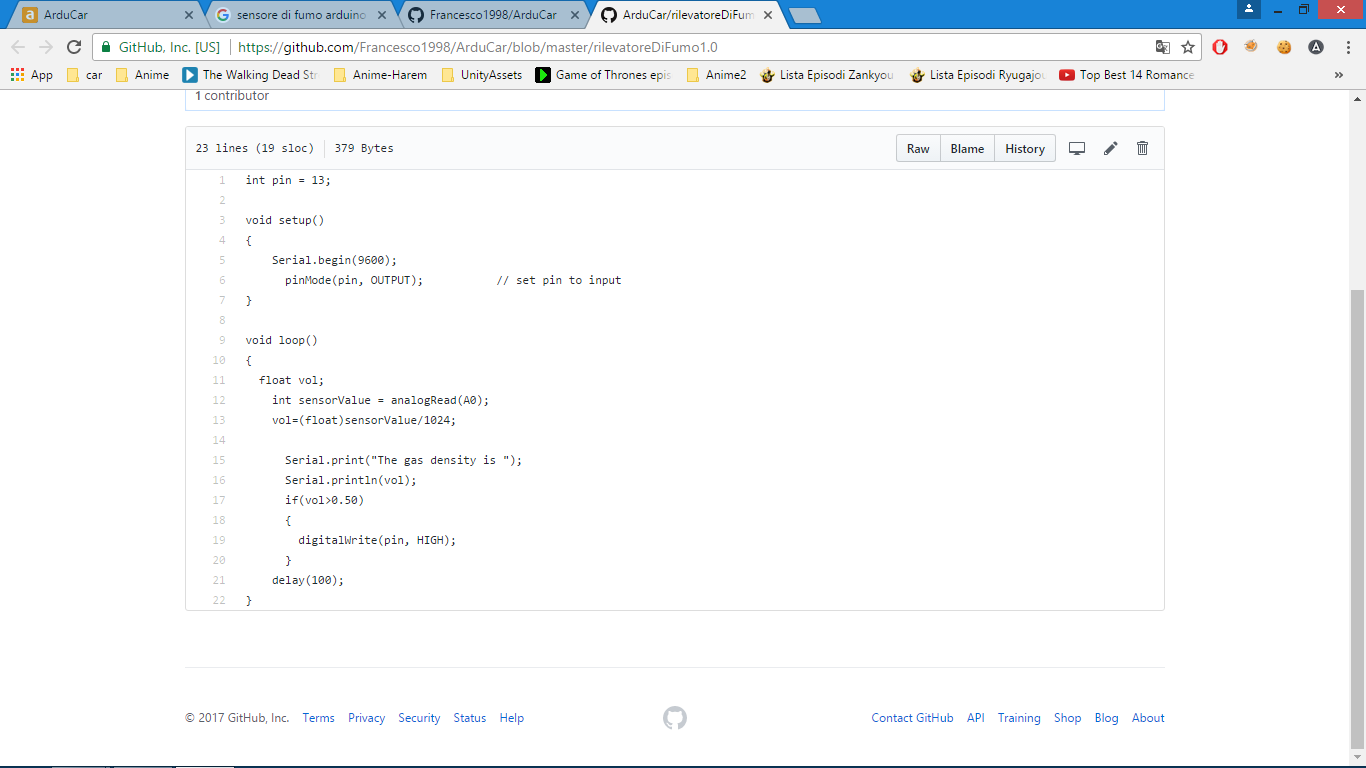 ArduCar
sensore di fumo arduino
Francesco1998/ArduCar
ArduCar/rilevatoreDiFum
GitHub, Inc. [US]
https://github.com/Francesco1998/ArduCar/blob/master/rilevatoreDiFumo1.0
App
car
Anime
The Walking Dead Str
Anime-Harem
UnityAssets
Game of Thrones epis
Anime2
Lista Episodi Zankyou
Lista Episodi Ryugajou
Top Best 14 Romance
»
1 contributor
23 lines (19 sloc)
379 Bytes
Raw
Blame
History
1 int pin = 13;
2
3 void setup()
4 {
5 Serial.begin(9600);
6 pinMode(pin, OUTPUT); // set pin to input
7 }
8
9 void loop()
10 {
11 float vol;
12 int sensorValue = analogRead(A0);
13 vol=(float)sensorValue/1024;
14
15 Serial.print("The gas density is ");
16 Serial.println(vol);
17 if(vol>0.50)
18 {
19 digitalWrite(pin, HIGH);
20 }
21 delay(100);
22 }
© 2017 GitHub, Inc. Terms Privacy Security Status Help
Contact GitHub API Training Shop Blog About